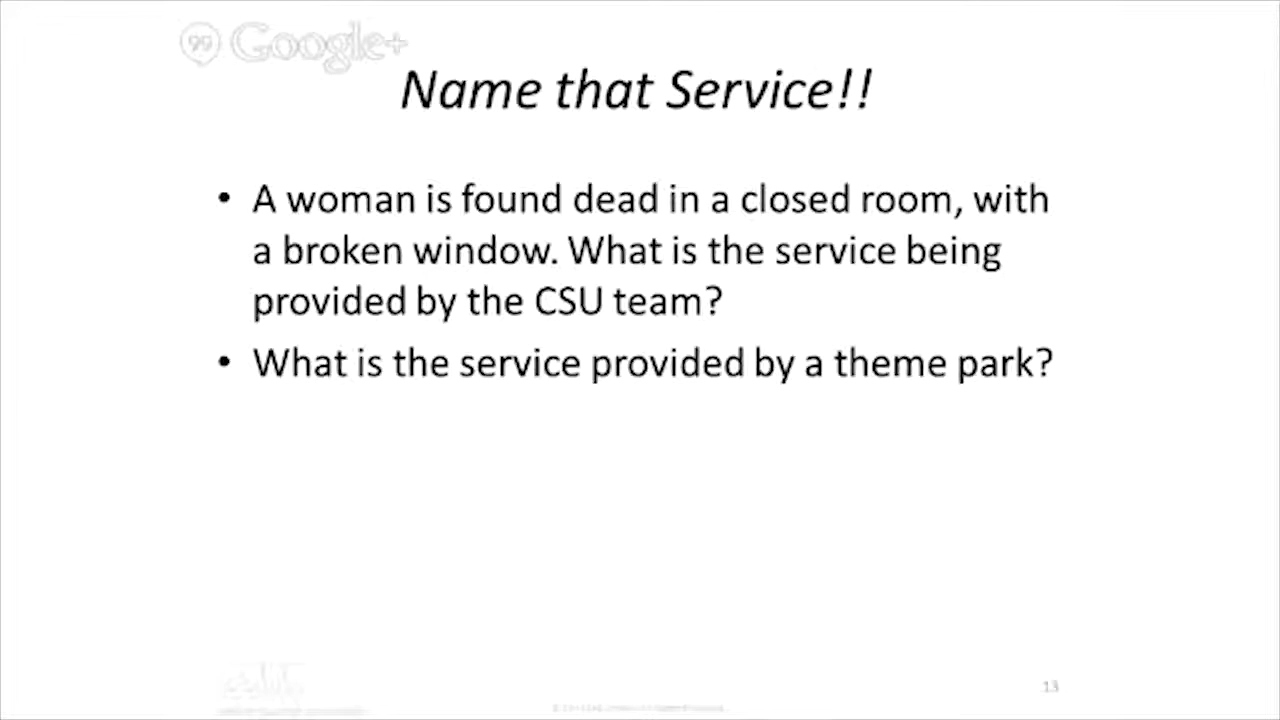 Google+
Name that Service!!
• A woman is found dead in a closed room, with
a broken window. What is the service being
provided by the CSU team?
• What is the service provided by a theme park?
13